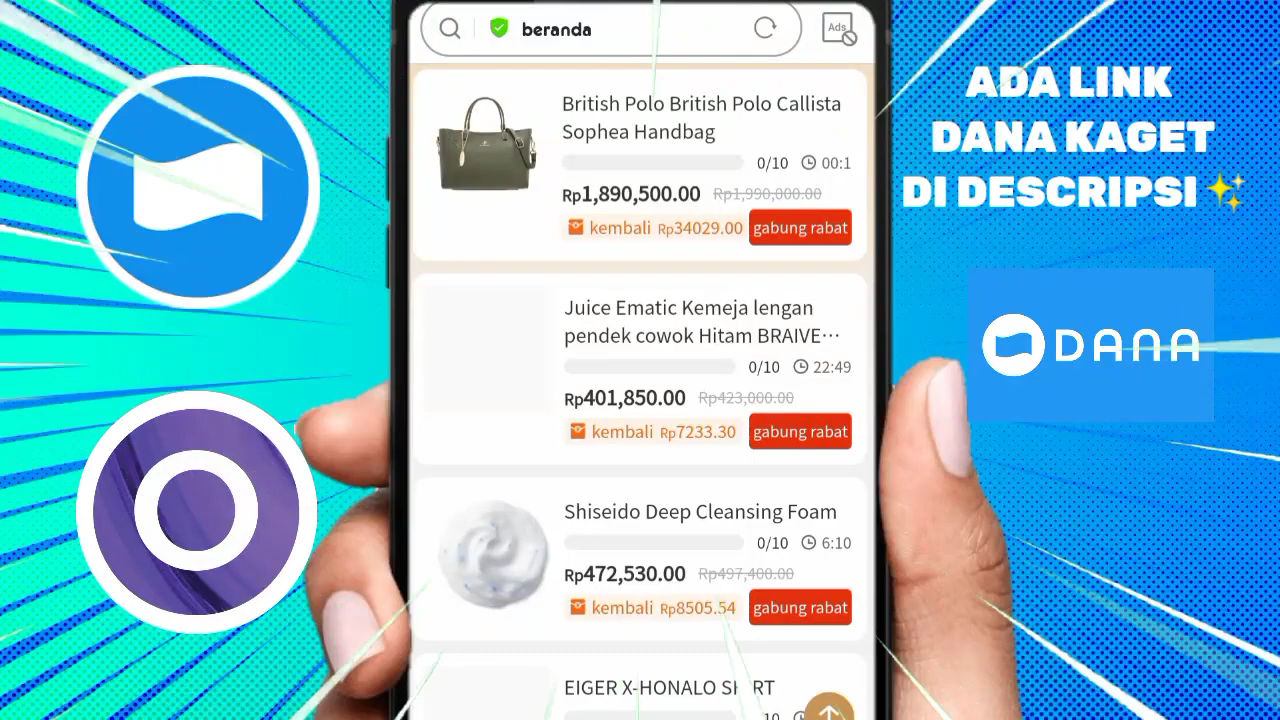 beranda
Ads
British Polo British Polo Callista
Sophea Handbag
0/10 00:1
Rp1,890,500.00 Rp1,990,000.00
kembali Rp34029.00 gabung rabat
Juice Ematic Kemeja lengan
pendek cowok Hitam BRAIVE…
0/10 22:49
Rp401,850.00 Rp423,000.00
kembali Rp7233.30 gabung rabat
Shiseido Deep Cleansing Foam
0/10 6:10
Rp472,530.00 Rp497,400.00
kembali Rp8505.54 gabung rabat
EIGER X-HONALO SHIRT
ADA LINK
DANA KAGET
DI DESCRIPSI ✨
DANA